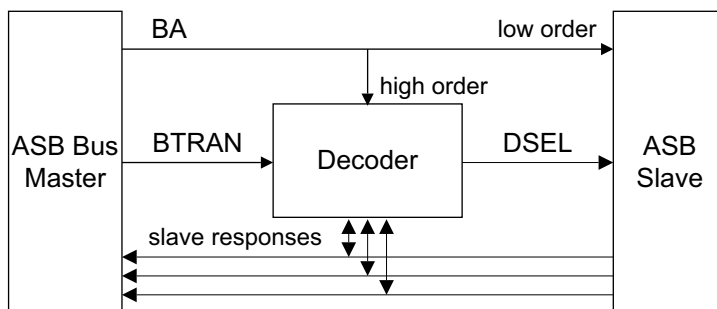 BA
low order
high order
ASB Bus
Master
BTRAN
Decoder
DSEL
ASB
Slave
slave responses